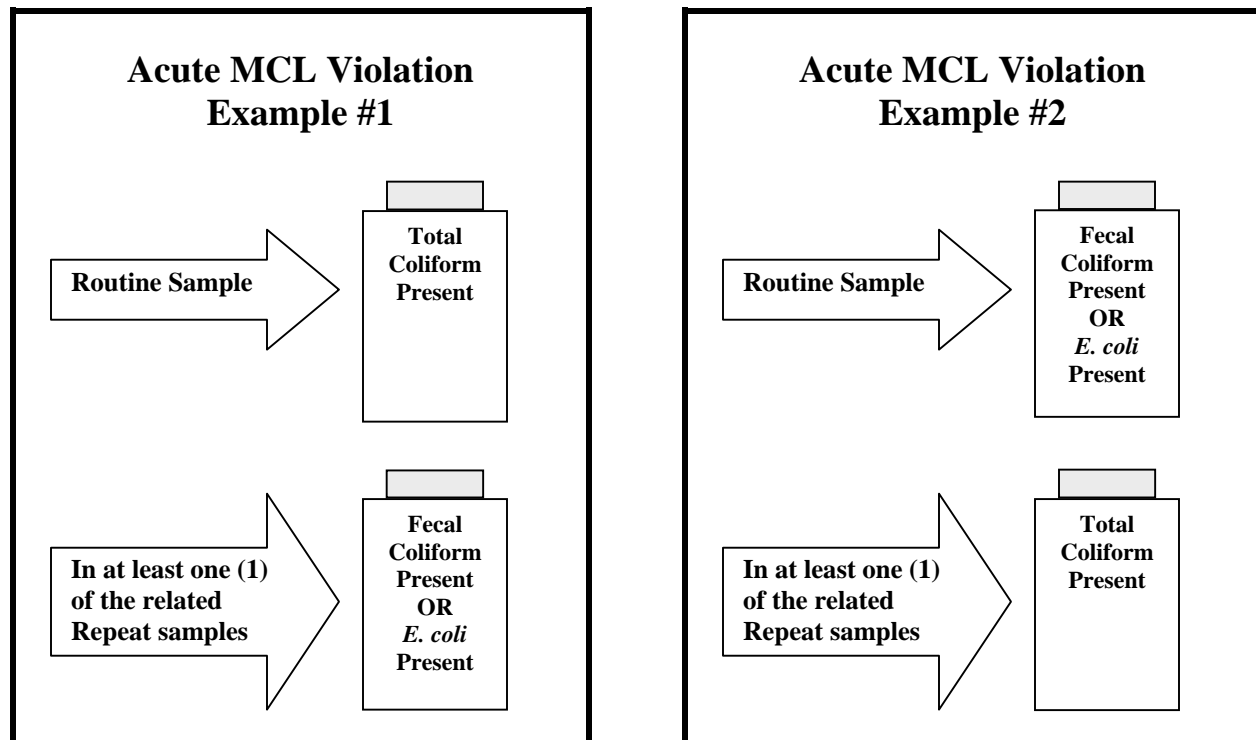 Acute MCL Violation
Example #1
Routine Sample
Total
Coliform
Present
In at least one (1)
of the related
Repeat samples
Fecal
Coliform
Present
OR
E. coli
Present
Acute MCL Violation
Example #2
Routine Sample
Fecal
Coliform
Present
OR
E. coli
Present
In at least one (1)
of the related
Repeat samples
Total
Coliform
Present